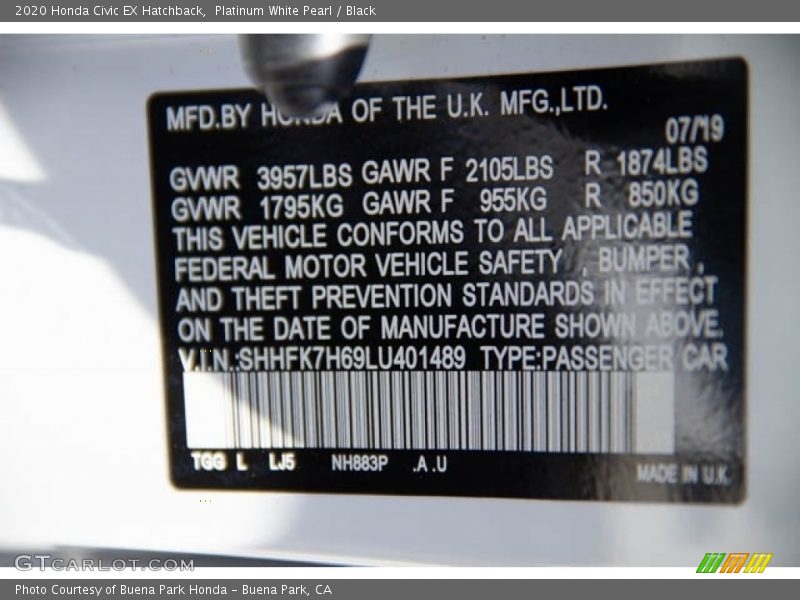 2020 Honda Civic EX Hatchback,  Platinum White Pearl / Black
MFD.BY HONDA OF THE U.K. MFG.,LTD.
07/19
GVWR 3957LBS GAWR F 2105LBS R 1874LBS
GVWR 1795KG GAWR F 955KG R 850KG
THIS VEHICLE CONFORMS TO ALL APPLICABLE
FEDERAL MOTOR VEHICLE SAFETY , BUMPER ,
AND THEFT PREVENTION STANDARDS IN EFFECT
ON THE DATE OF MANUFACTURE SHOWN ABOVE.
V.I.N.:SHHFK7H69LU401489 TYPE:PASSENGER CAR
TGG L LJ5 NH883P .A .U
MADE IN U.K.
GTCARLOT.COM
Photo Courtesy of Buena Park Honda - Buena Park, CA